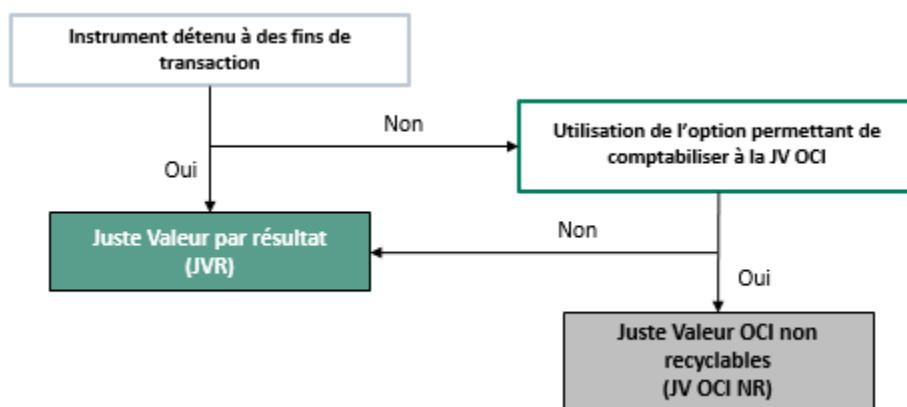 Instrument détenu à des fins de
transaction
Non
Utilisation de l'option permettant de
comptabiliser à la JV OCI
Oui
Juste Valeur par résultat
(JVR)
Non
Oui
Juste Valeur OCI non
recyclables
(JV OCI NR)